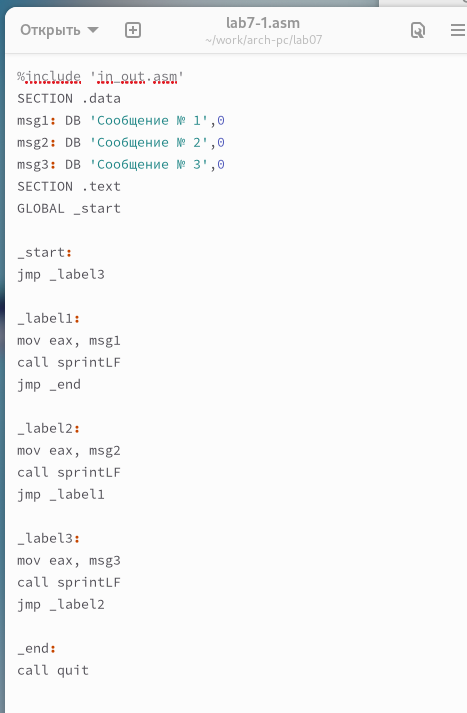 Открыть
lab7-1.asm
~/work/arch-pc/lab07
%include 'in_out.asm'
SECTION .data
msg1: DB 'Сообщение № 1',0
msg2: DB 'Сообщение № 2',0
msg3: DB 'Сообщение № 3',0
SECTION .text
GLOBAL _start

_start:
jmp _label3

_label1:
mov eax, msg1
call sprintLF
jmp _end

_label2:
mov eax, msg2
call sprintLF
jmp _label1

_label3:
mov eax, msg3
call sprintLF
jmp _label2

_end:
call quit